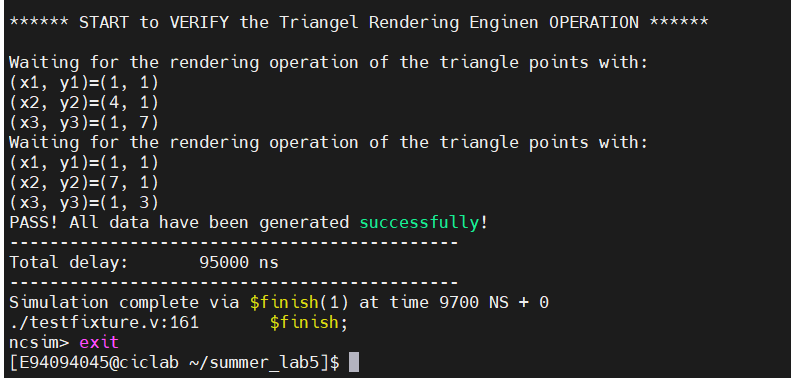 ****** START to VERIFY the Triangel Rendering Enginen OPERATION ******
Waiting for the rendering operation of the triangle points with:
(x1, y1)=(1, 1)
(x2, y2)=(4, 1)
(x3, y3)=(1, 7)
Waiting for the rendering operation of the triangle points with:
(x1, y1)=(1, 1)
(x2, y2)=(7, 1)
(x3, y3)=(1, 3)
PASS! All data have been generated successfully!
---------------------------------------------
Total delay:       95000 ns
---------------------------------------------
Simulation complete via $finish(1) at time 9700 NS + 0
./testfixture.v:161       $finish;
ncsim> exit
[E94094045@ciclab ~/summer_lab5]$